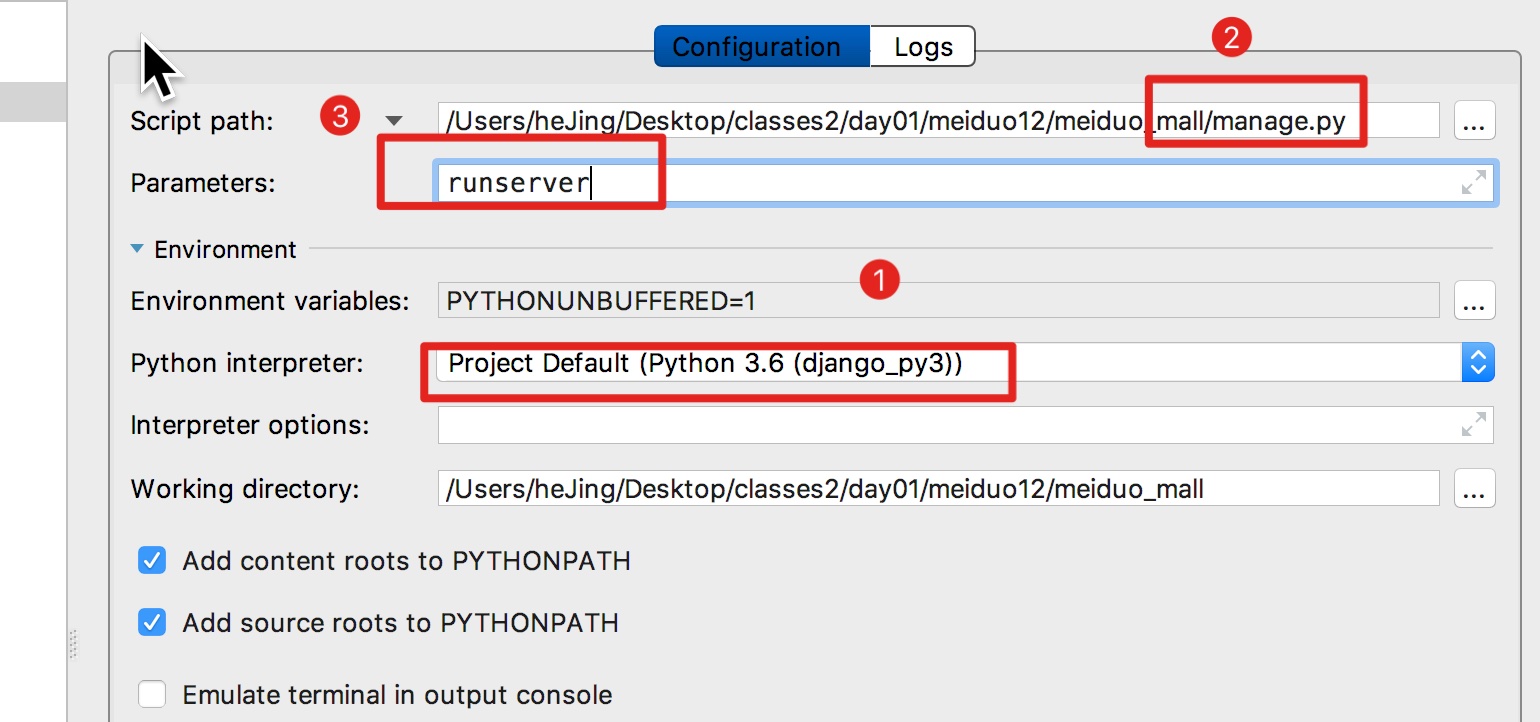 Configuration Logs
2
Script path: 3 /Users/heJing/Desktop/classes2/day01/meiduo12/meiduo_mall/manage.py ...
Parameters: runserver
Environment
1
Environment variables: PYTHONUNBUFFERED=1 ...
Python interpreter: Project Default (Python 3.6 (django_py3))
Interpreter options:
Working directory: /Users/heJing/Desktop/classes2/day01/meiduo12/meiduo_mall ...
Add content roots to PYTHONPATH
Add source roots to PYTHONPATH
Emulate terminal in output console